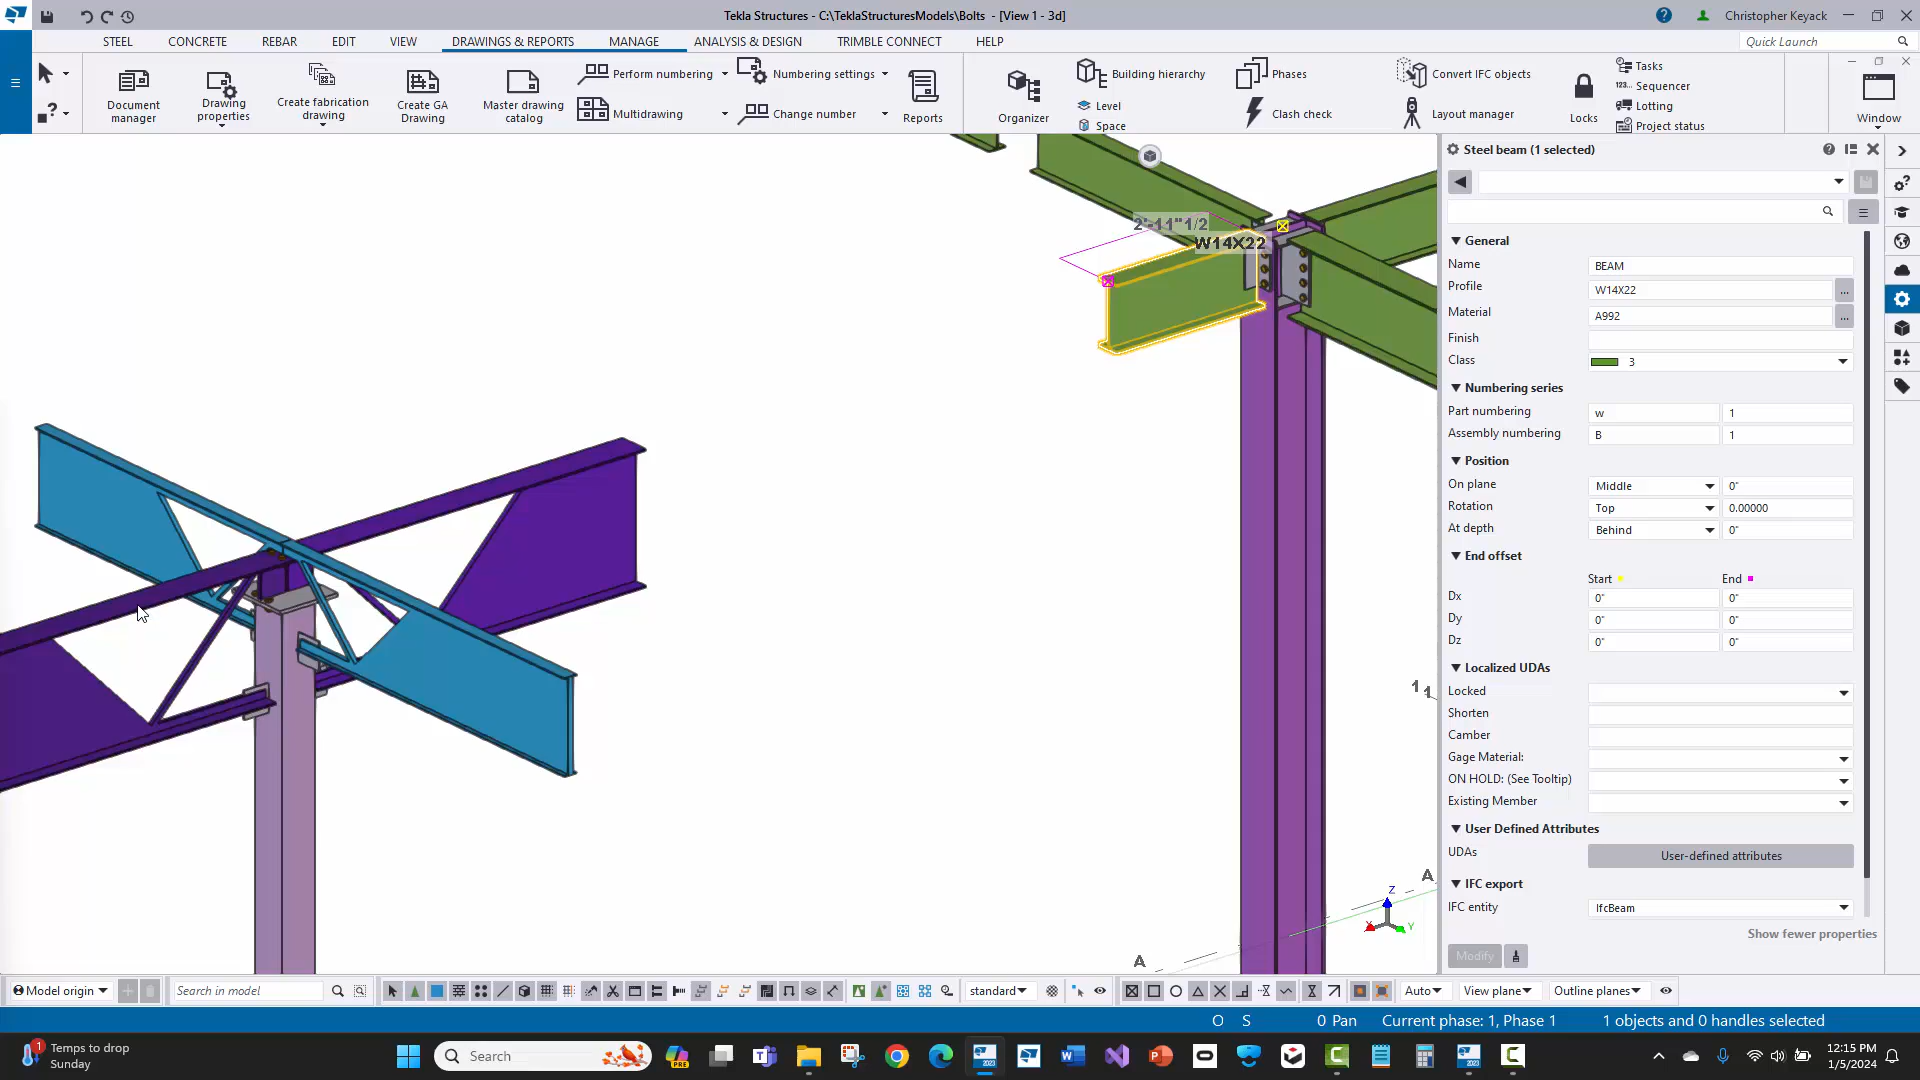 Tekla Structures - C:\TeklaStructuresModels\Bolts - [View 1 - 3d]
Christopher Keyack
STEEL CONCRETE REBAR EDIT VIEW DRAWINGS & REPORTS MANAGE ANALYSIS & DESIGN TRIMBLE CONNECT HELP
Quick Launch
Document manager
Drawing properties
Create fabrication drawing
Create GA Drawing
Master drawing catalog
Perform numbering
Multidrawing
Numbering settings
Change number
Reports
Organizer
Building hierarchy
Level
Space
Phases
Clash check
Convert IFC objects
Layout manager
Locks
Tasks
Sequencer
Lotting
Project status
Window
2'-11"1/2
W14X22
1 1
A
A
Z
X
Y
Steel beam (1 selected)
General
Name BEAM
Profile W14X22 ...
Material A992 ...
Finish
Class 3
Numbering series
Part numbering w 1
Assembly numbering B 1
Position
On plane Middle 0"
Rotation Top 0.00000
At depth Behind 0"
End offset
Start End
Dx 0" 0"
Dy 0" 0"
Dz 0" 0"
Localized UDAs
Locked
Shorten
Camber
Gage Material:
ON HOLD: (See Tooltip)
Existing Member
User Defined Attributes
UDAs User-defined attributes
IFC export
IFC entity IfcBeam
Show fewer properties
Modify
Model origin
Search in model
standard
Auto
View plane
Outline planes
O S 0 Pan Current phase: 1, Phase 1 1 objects and 0 handles selected
1
Temps to drop
Sunday
Search
PRE
12:15 PM
1/5/2024